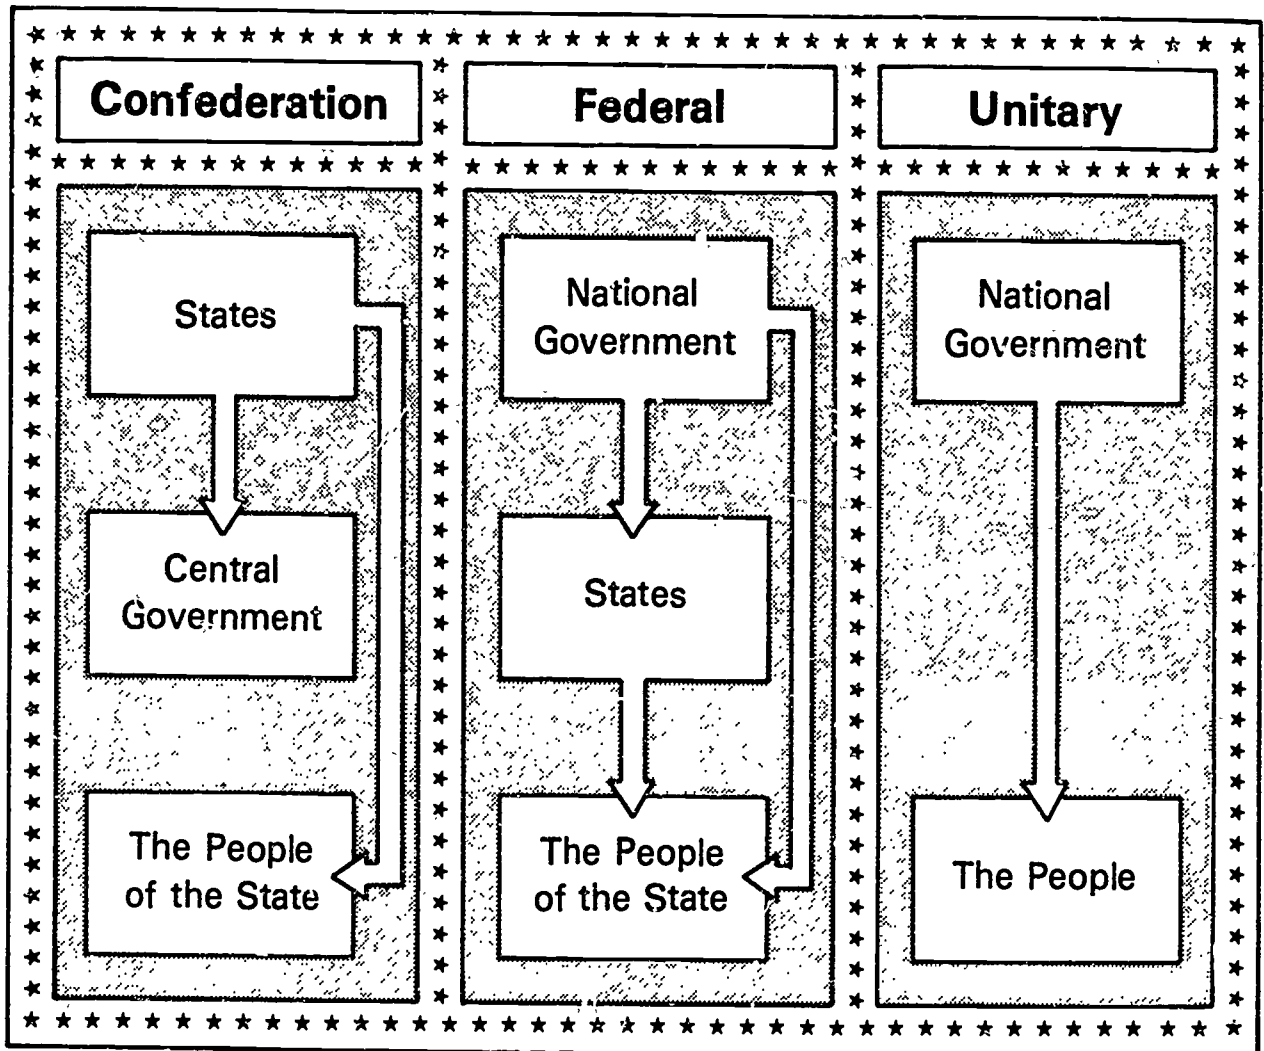 Confederation
States
Central
Government
The People
of the State
Federal
National
Government
States
The People
of the State
Unitary
National
Government
The People